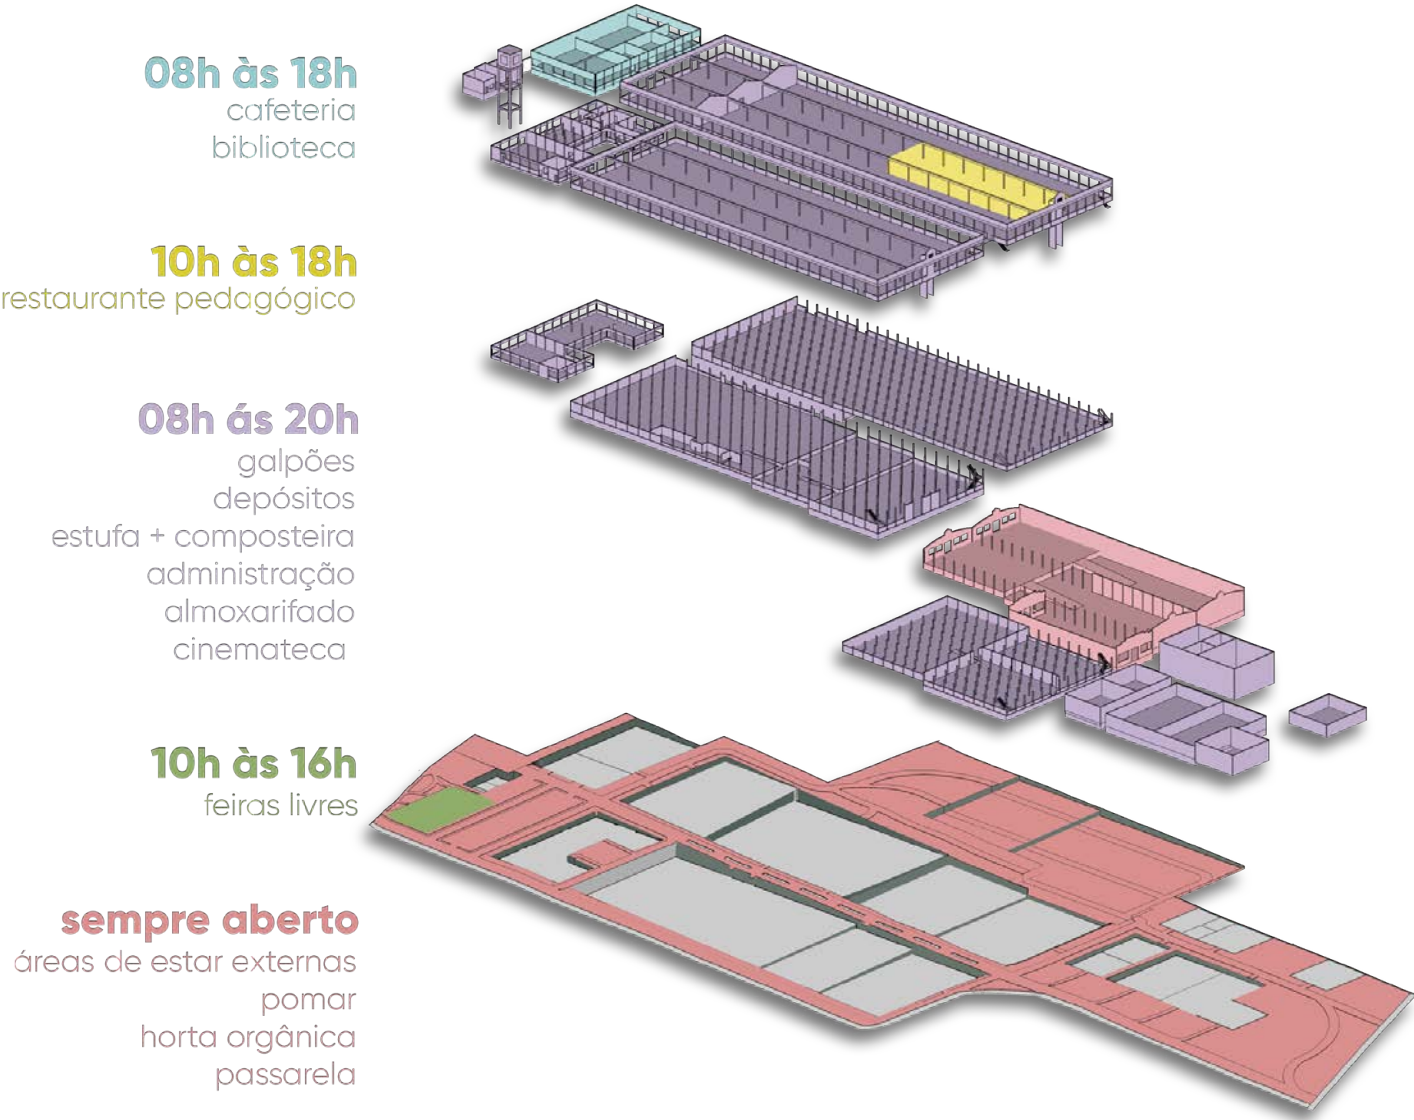 08h às 18h
cafeteria
biblioteca
10h às 18h
restaurante pedagógico
08h ás 20h
galpões
depósitos
estufa + composteira
administração
almoxarifado
cinemateca
10h às 16h
feiras livres
sempre aberto
áreas de estar externas
pomar
horta orgânica
passarela